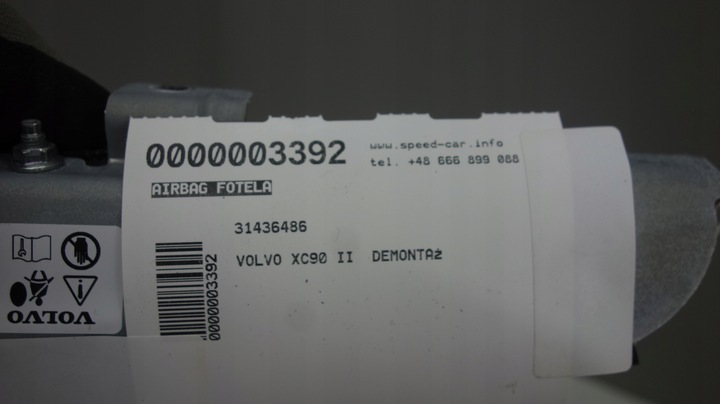 0000003392
www.speed-car.info
tel. +48 666 899 088
AIRBAG FOTELA
31436486
VOLVO XC90 II DEMONTAŻ
0000003392
VOLVO